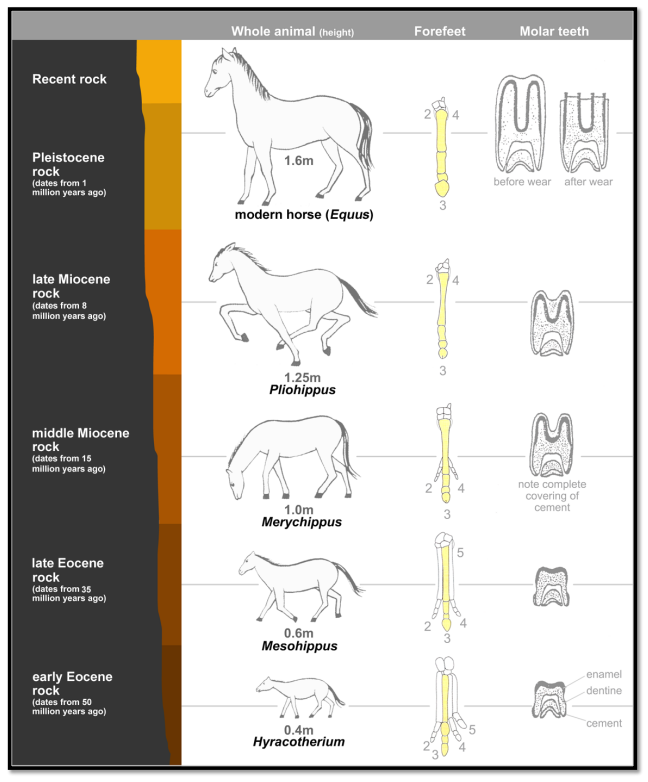 Whole animal (height)
Forefeet
Molar teeth
Recent rock
2
4
1.6m
3
before wear
after wear
modern horse (Equus)
Pleistocene
rock
(dates from 1
million years ago)
late Miocene
rock
(dates from 8
million years ago)
2
4
3
1.25m
Pliohippus
middle Miocene
rock
(dates from 15
million years ago)
2
4
3
note complete
covering of
cement
1.0m
Merychippus
late Eocene
rock
(dates from 35
million years ago)
5
2
4
3
0.6m
Mesohippus
early Eocene
rock
(dates from 50
million years ago)
enamel
dentine
cement
5
2
4
3
0.4m
Hyracotherium